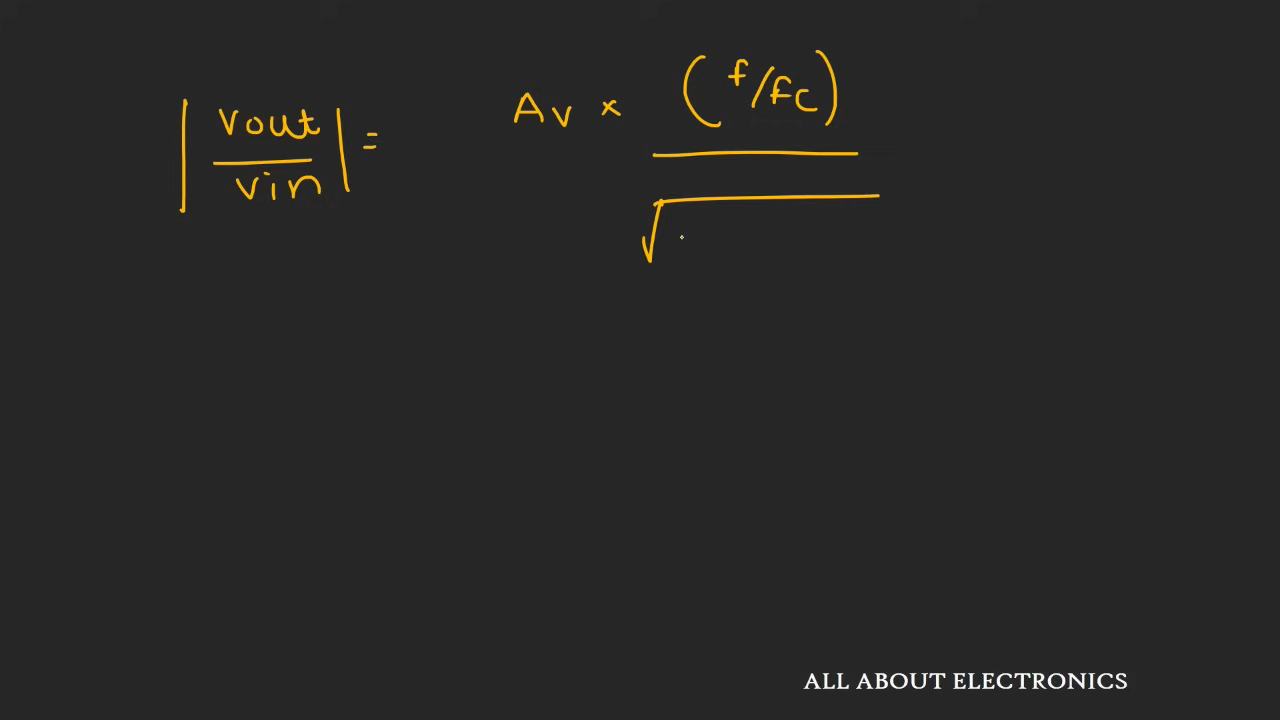 |Vout/Vin| = Av × (f/fc)
√
ALL ABOUT ELECTRONICS